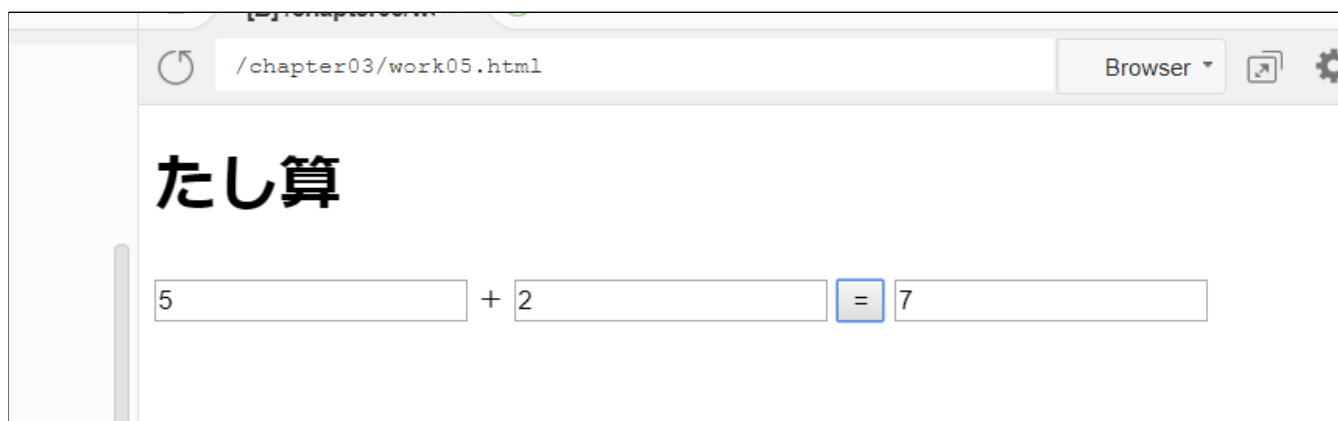 /chapter03/work05.html Browser
たし算
5 + 2 = 7